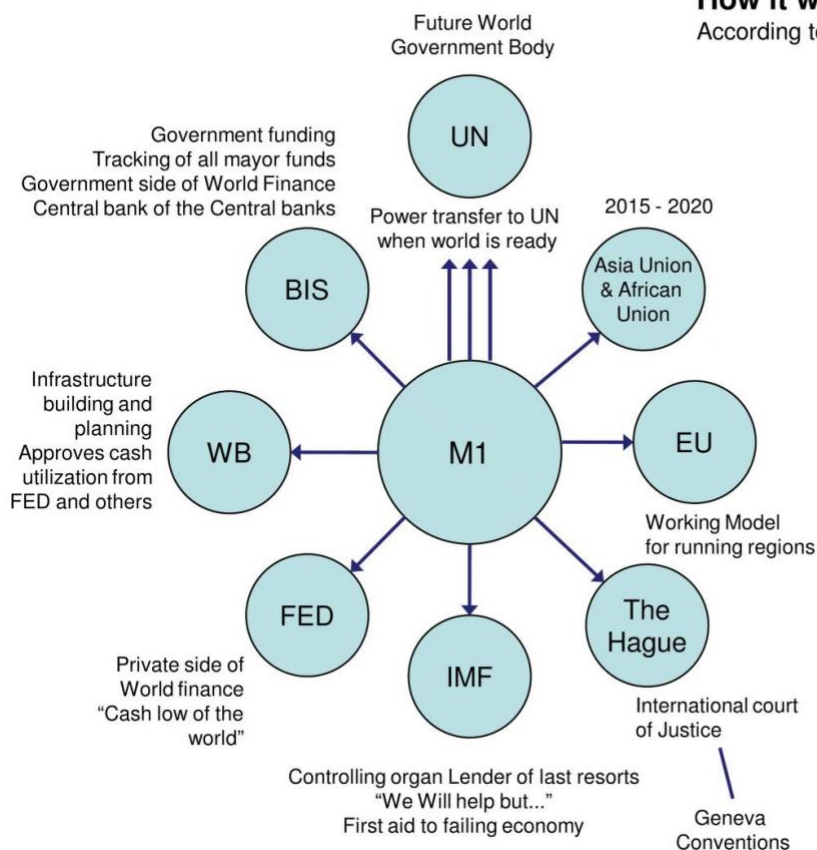 How it w
According to
Future World
Government Body
UN
Power transfer to UN
when world is ready
Government funding
Tracking of all mayor funds
Government side of World Finance
Central bank of the Central banks
BIS
2015 - 2020
Asia Union
& African
Union
Infrastructure
building and
planning
Approves cash
utilization from
FED and others
WB
M1
EU
Working Model
for running regions
FED
Private side of
World finance
“Cash low of the
world”
IMF
Controlling organ Lender of last resorts
“We Will help but...”
First aid to failing economy
The
Hague
International court
of Justice
Geneva
Conventions